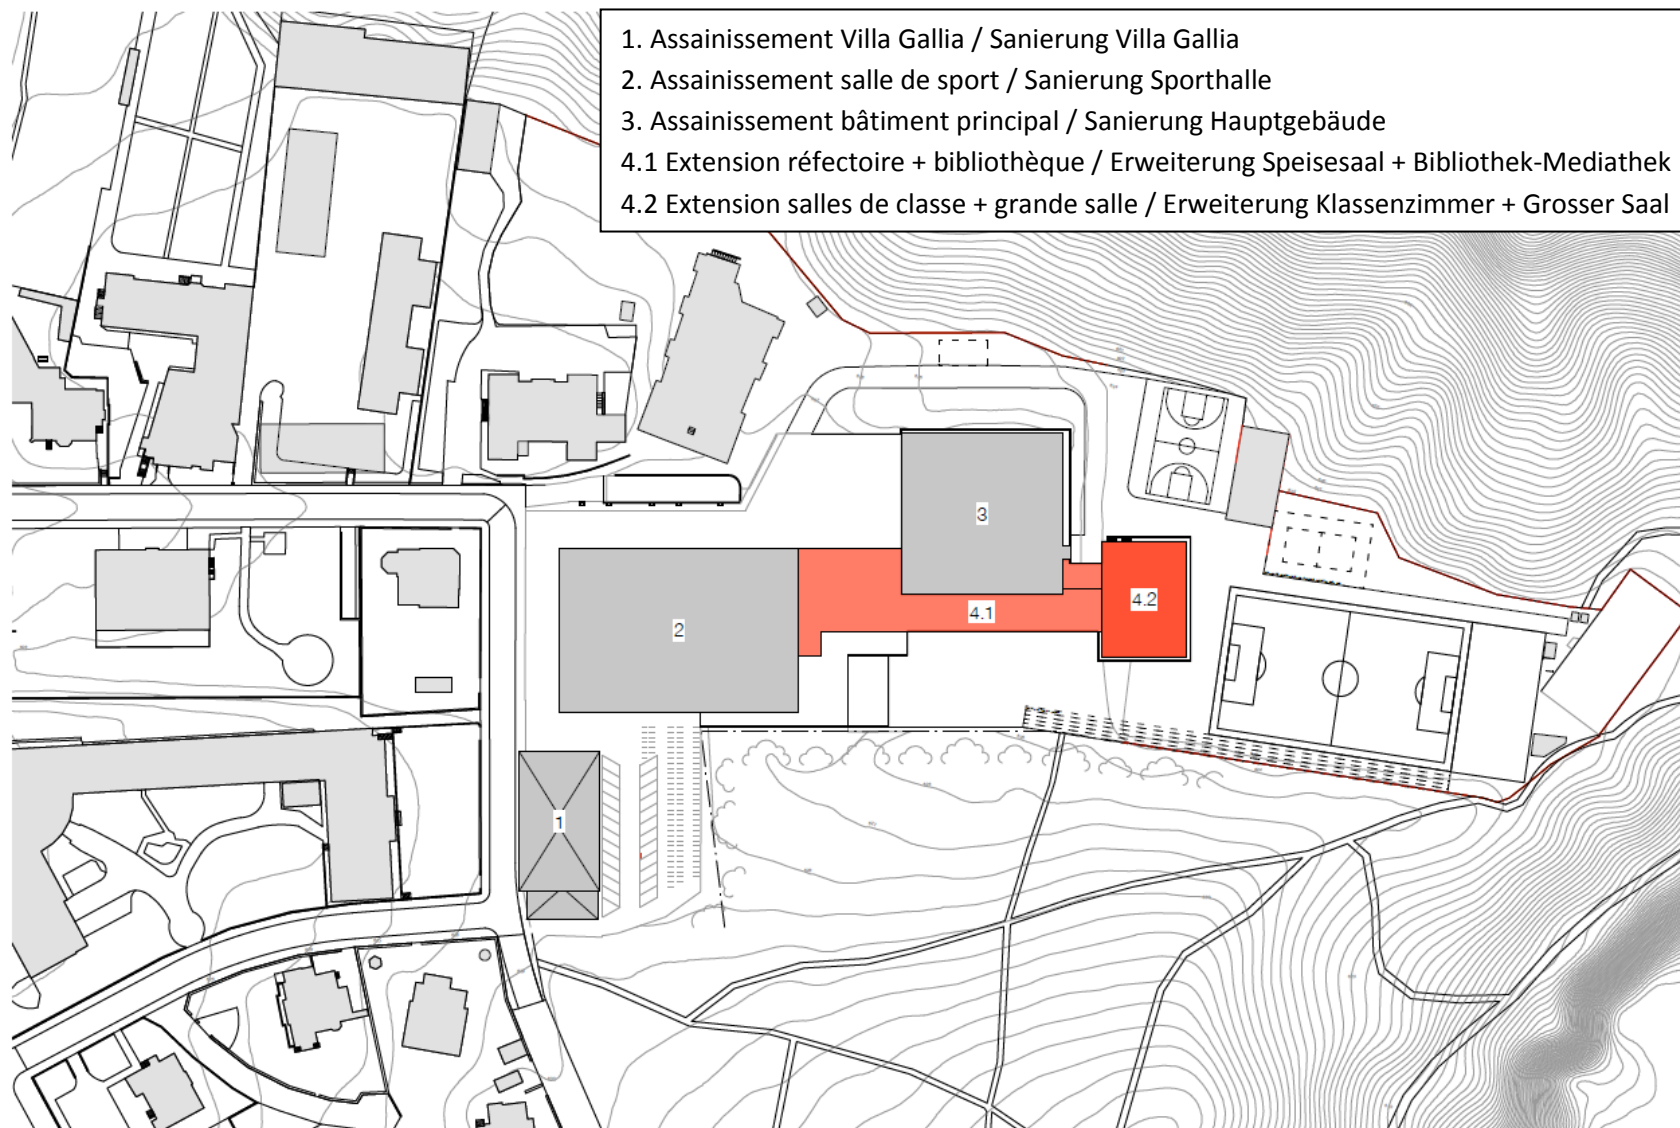 1. Assainissement Villa Gallia / Sanierung Villa Gallia
2. Assainissement salle de sport / Sanierung Sporthalle
3. Assainissement bâtiment principal / Sanierung Hauptgebäude
4.1 Extension réfectoire + bibliothèque / Erweiterung Speisesaal + Bibliothek-Mediathek
4.2 Extension salles de classe + grande salle / Erweiterung Klassenzimmer + Grosser Saal
3
4.2
4.1
2
1